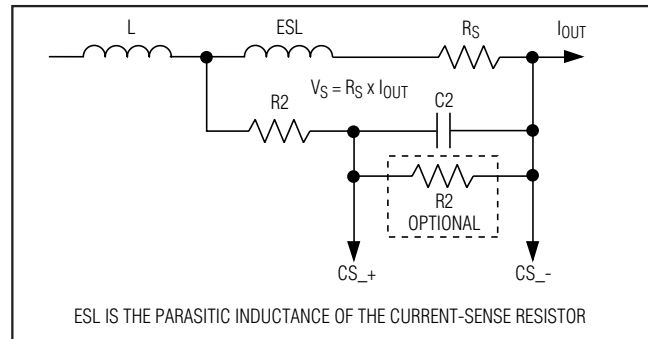 L
ESL
RS
IOUT
VS = RS x IOUT
R2
C2
R2
OPTIONAL
CS_+
CS_-
ESL IS THE PARASITIC INDUCTANCE OF THE CURRENT-SENSE RESISTOR